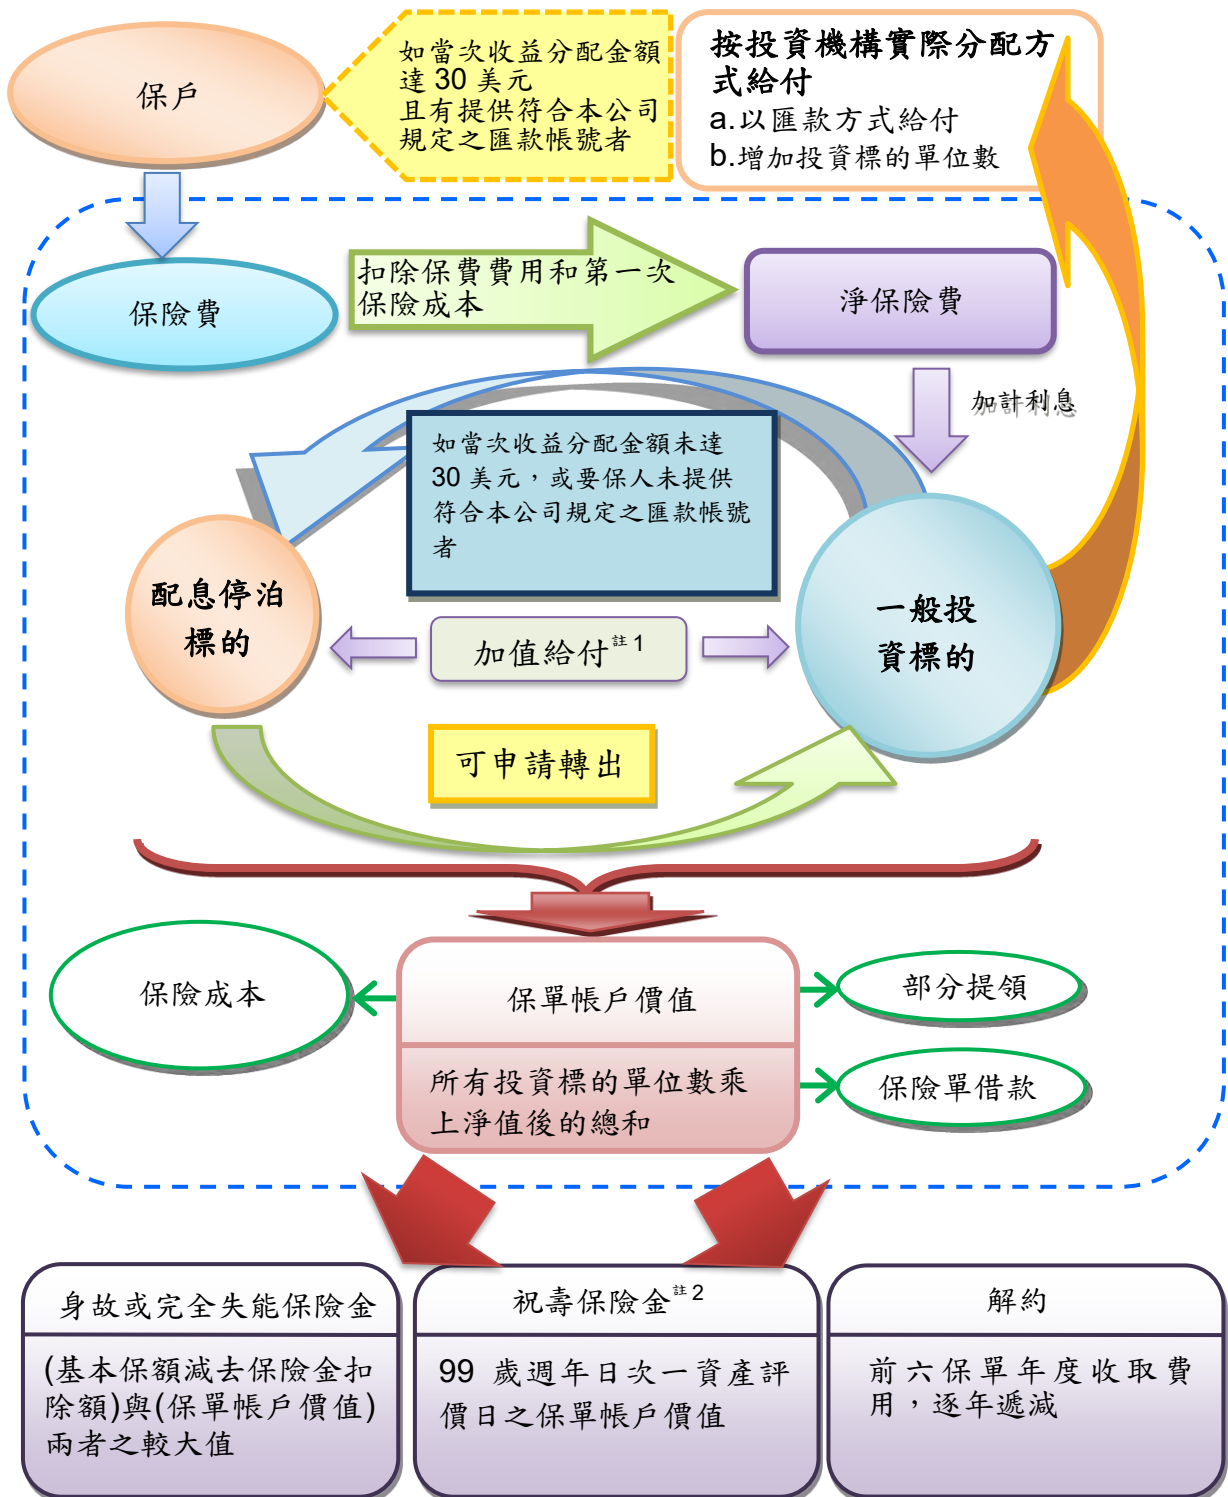 保戶
如當次收益分配金額
達 30 美元
且有提供符合本公司
規定之匯款帳號者
按投資機構實際分配方
式給付
a.以匯款方式給付
b.增加投資標的單位數
保險費
扣除保費費用和第一次
保險成本
淨保險費
加計利息
如當次收益分配金額未達
30 美元，或要保人未提供
符合本公司規定之匯款帳號
者
配息停泊
標的
加值給付註1
一般投
資標的
可申請轉出
保險成本
保單帳戶價值
所有投資標的單位數乘
上淨值後的總和
部分提領
保險單借款
身故或完全失能保險金
(基本保額減去保險金扣
除額)與(保單帳戶價值)
兩者之較大值
祝壽保險金註2
99 歲週年日次一資產評
價日之保單帳戶價值
解約
前六保單年度收取費
用，逐年遞減